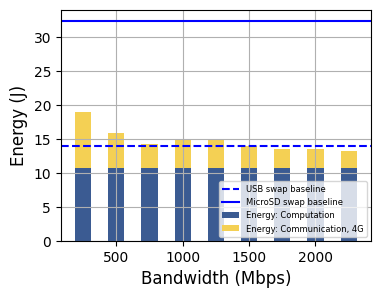 Energy (J)
30
25
20
15
10
5
0
USB swap baseline
MicroSD swap baseline
Energy: Computation
Energy: Communication, 4G
500
1000
1500
2000
Bandwidth (Mbps)